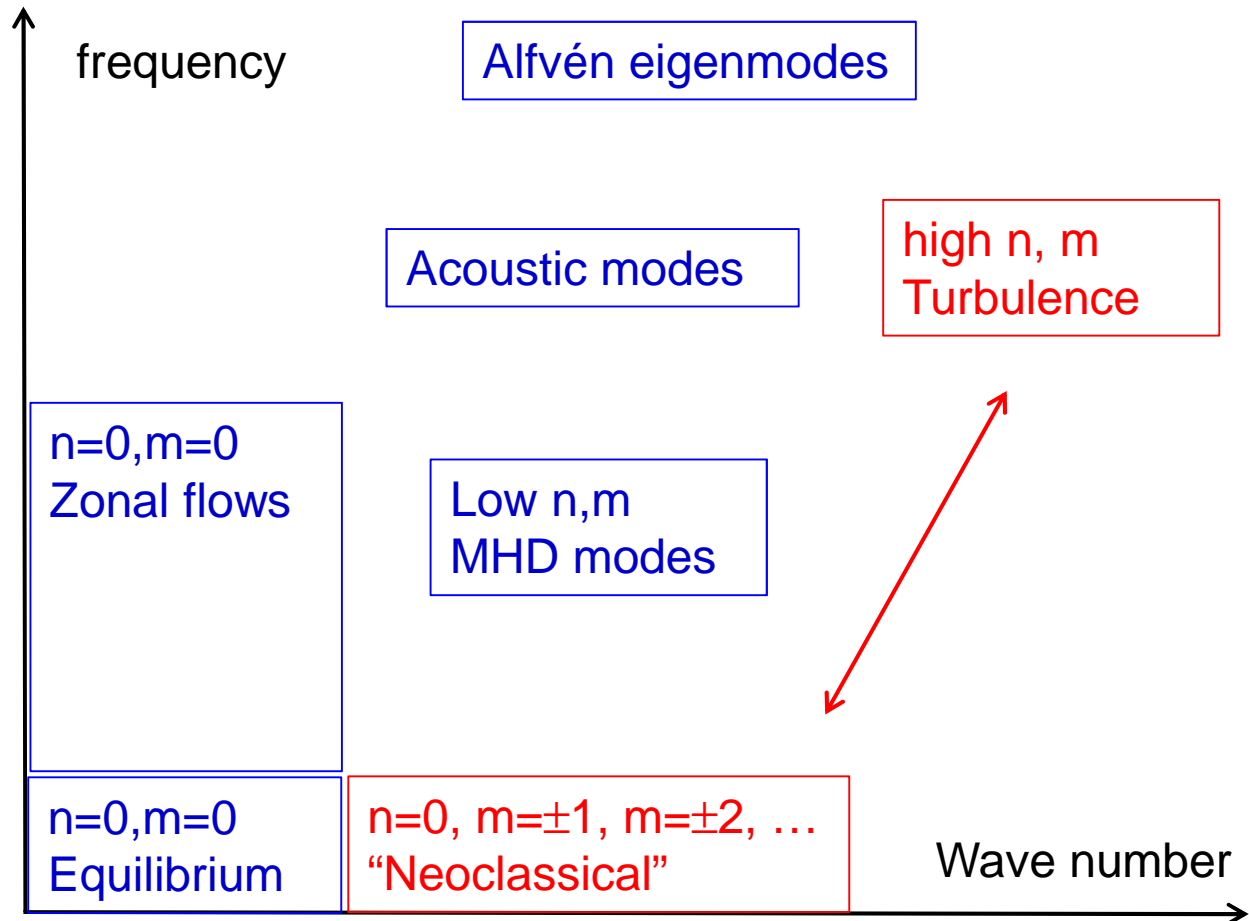 frequency
Alfvén eigenmodes
Acoustic modes
high n, m
Turbulence
n=0,m=0
Zonal flows
Low n,m
MHD modes
n=0,m=0
Equilibrium
n=0, m=±1, m=±2, …
“Neoclassical”
Wave number